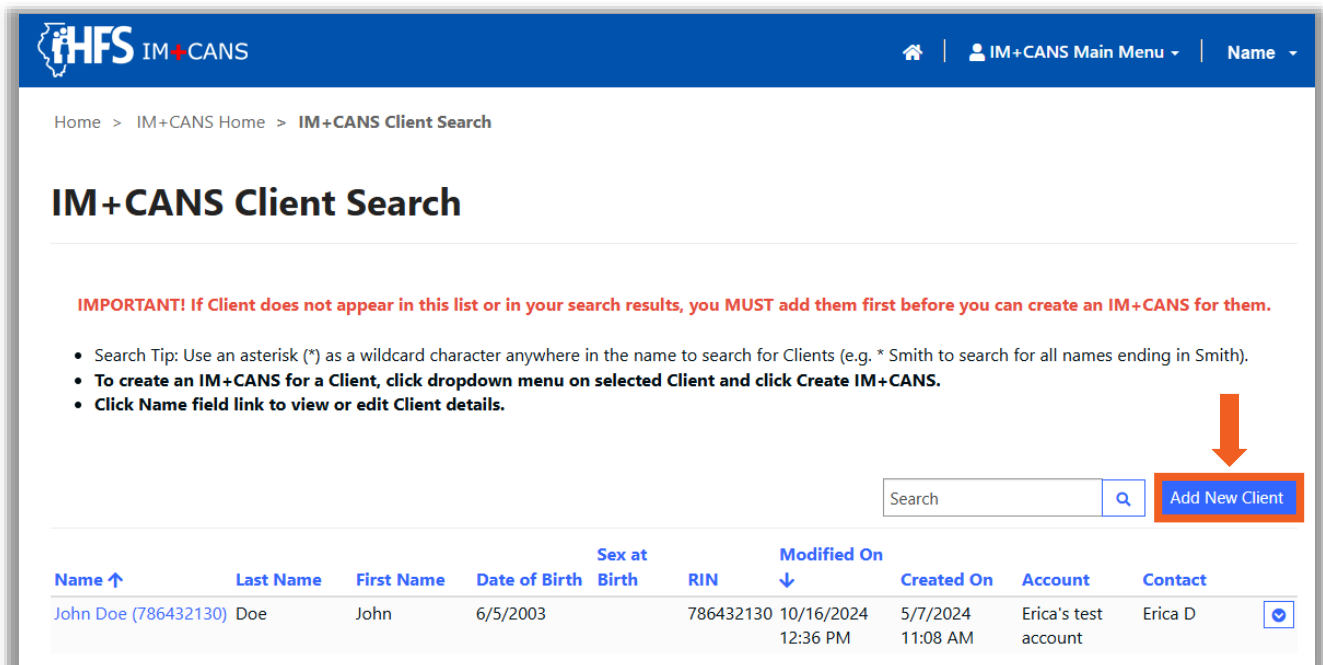 iHFS IM+CANS
IM+CANS Main Menu
Name
Home > IM+CANS Home > IM+CANS Client Search
IM+CANS Client Search
IMPORTANT! If Client does not appear in this list or in your search results, you MUST add them first before you can create an IM+CANS for them.
• Search Tip: Use an asterisk (*) as a wildcard character anywhere in the name to search for Clients (e.g. * Smith to search for all names ending in Smith).
• To create an IM+CANS for a Client, click dropdown menu on selected Client and click Create IM+CANS.
• Click Name field link to view or edit Client details.
Search
Add New Client
Name ↑ Last Name First Name Date of Birth Sex at Birth RIN Modified On ↓ Created On Account Contact
John Doe (786432130) Doe John 6/5/2003 786432130 10/16/2024 5/7/2024 Erica's test Erica D
12:36 PM 11:08 AM account